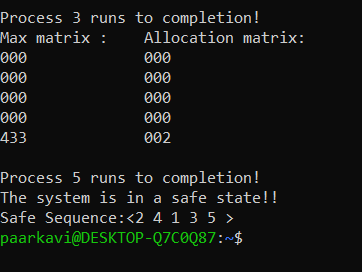 Process 3 runs to completion!
Max matrix :    Allocation matrix:
000             000
000             000
000             000
000             000
433             002
Process 5 runs to completion!
The system is in a safe state!!
Safe Sequence:<2 4 1 3 5 >
paarkavi@DESKTOP-Q7C0Q87:~$